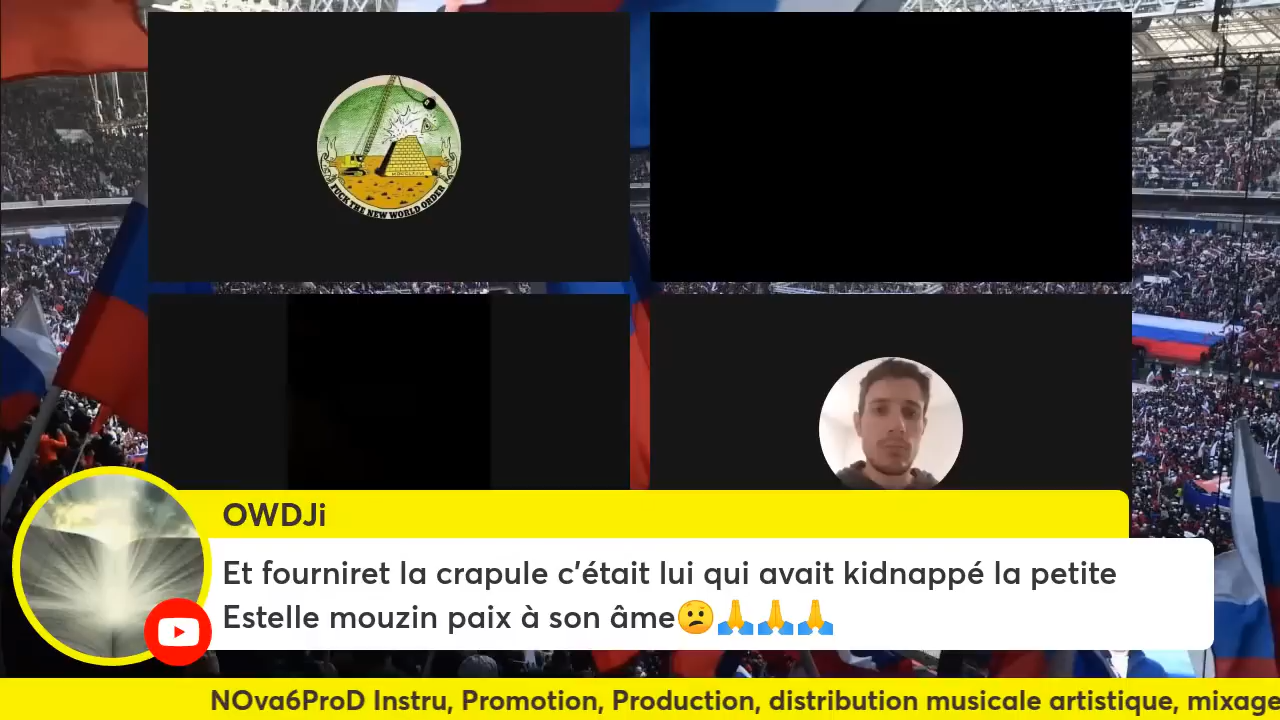 FUCK THE NEW WORLD ORDER
OWDJi
Et fourniret la crapule c'était lui qui avait kidnappé la petite
Estelle mouzin paix à son âme😕🙏🙏🙏
NOva6ProD Instru, Promotion, Production, distribution musicale artistique, mixage